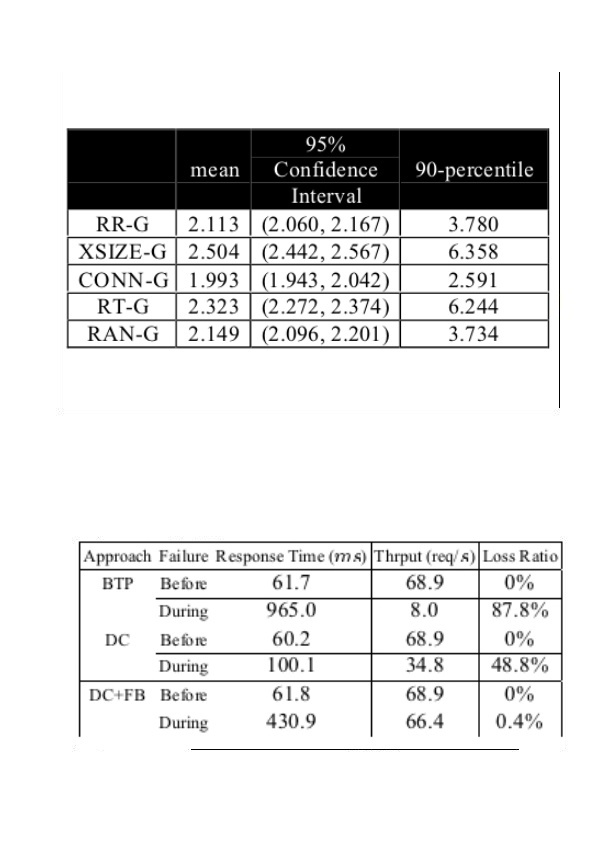 95%
mean Confidence 90-percentile
Interval
RR-G 2.113 (2.060, 2.167) 3.780
XSIZE-G 2.504 (2.442, 2.567) 6.358
CONN-G 1.993 (1.943, 2.042) 2.591
RT-G 2.323 (2.272, 2.374) 6.244
RAN-G 2.149 (2.096, 2.201) 3.734
Approach Failure Response Time (ms) Thrput (req/s) Loss Ratio
BTP Before 61.7 68.9 0%
During 965.0 8.0 87.8%
DC Before 60.2 68.9 0%
During 100.1 34.8 48.8%
DC+FB Before 61.8 68.9 0%
During 430.9 66.4 0.4%